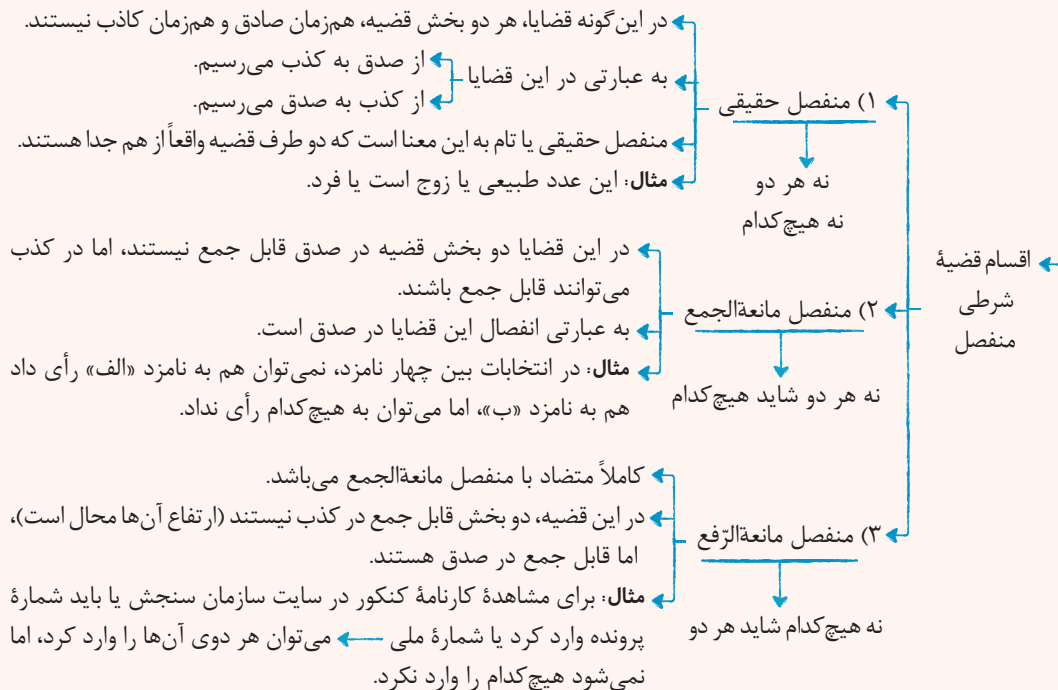 اقسام قضیهٔ
شرطی
منفصل
۱) منفصل حقیقی
نه هر دو
نه هیچ‌کدام
در این‌گونه قضایا، هر دو بخش قضیه، هم‌زمان صادق و هم‌زمان کاذب نیستند.
به عبارتی در این قضایا
از صدق به کذب می‌رسیم.
از کذب به صدق می‌رسیم.
منفصل حقیقی یا تام به این معنا است که دو طرف قضیه واقعاً از هم جدا هستند.
مثال: این عدد طبیعی یا زوج است یا فرد.
۲) منفصل مانعةالجمع
نه هر دو شاید هیچ‌کدام
در این قضایا دو بخش قضیه در صدق قابل جمع نیستند، اما در کذب
می‌توانند قابل جمع باشند.
به عبارتی انفصال این قضایا در صدق است.
مثال: در انتخابات بین چهار نامزد، نمی‌توان هم به نامزد «الف» رأی داد
هم به نامزد «ب»، اما می‌توان به هیچ‌کدام رأی نداد.
۳) منفصل مانعةالرّفع
نه هیچ‌کدام شاید هر دو
کاملاً متضاد با منفصل مانعةالجمع می‌باشد.
در این قضیه، دو بخش قابل جمع در کذب نیستند (ارتفاع آن‌ها محال است)،
اما قابل جمع در صدق هستند.
مثال: برای مشاهدهٔ کارنامهٔ کنکور در سایت سازمان سنجش یا باید شمارهٔ
پرونده وارد کرد یا شمارهٔ ملی ← می‌توان هر دوی آن‌ها را وارد کرد، اما
نمی‌شود هیچ‌کدام را وارد نکرد.